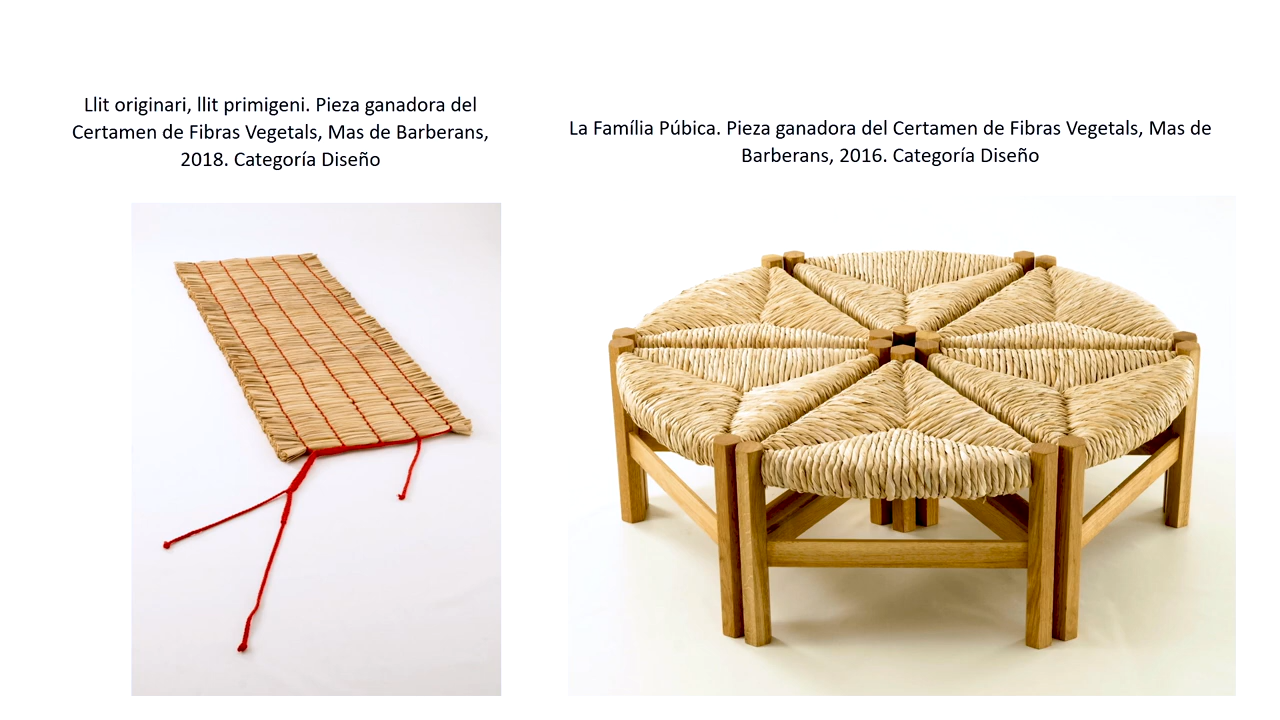 Llit originari, llit primigeni. Pieza ganadora del
Certamen de Fibras Vegetals, Mas de Barberans,
2018. Categoría Diseño
La Família Púbica. Pieza ganadora del Certamen de Fibras Vegetals, Mas de
Barberans, 2016. Categoría Diseño